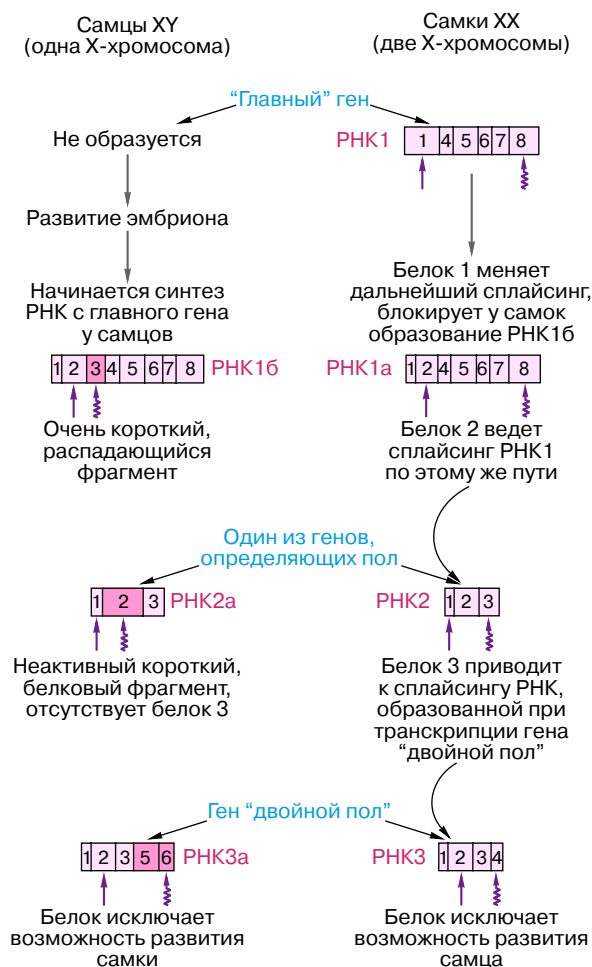 Самцы XY
(одна X-хромосома)
Самки XX
(две X-хромосомы)
“Главный” ген
Не образуется
РНК1
1 4 5 6 7 8
Развитие эмбриона
Начинается синтез
РНК с главного гена
у самцов
Белок 1 меняет
дальнейший сплайсинг,
блокирует у самок
образование РНК1б
1 2 3 4 5 6 7 8 РНК1б
РНК1а 1 2 4 5 6 7 8
Очень короткий,
распадающийся
фрагмент
Белок 2 ведет
сплайсинг РНК1
по этому же пути
Один из генов,
определяющих пол
1 2 3 РНК2а
РНК2 1 2 3
Неактивный короткий,
белковый фрагмент,
отсутствует белок 3
Белок 3 приводит
к сплайсингу РНК,
образованной при
транскрипции гена
“двойной пол”
Ген “двойной пол”
1 2 3 5 6 РНК3а
РНК3 1 2 3 4
Белок исключает
возможность развития
самки
Белок исключает
возможность развития
самца